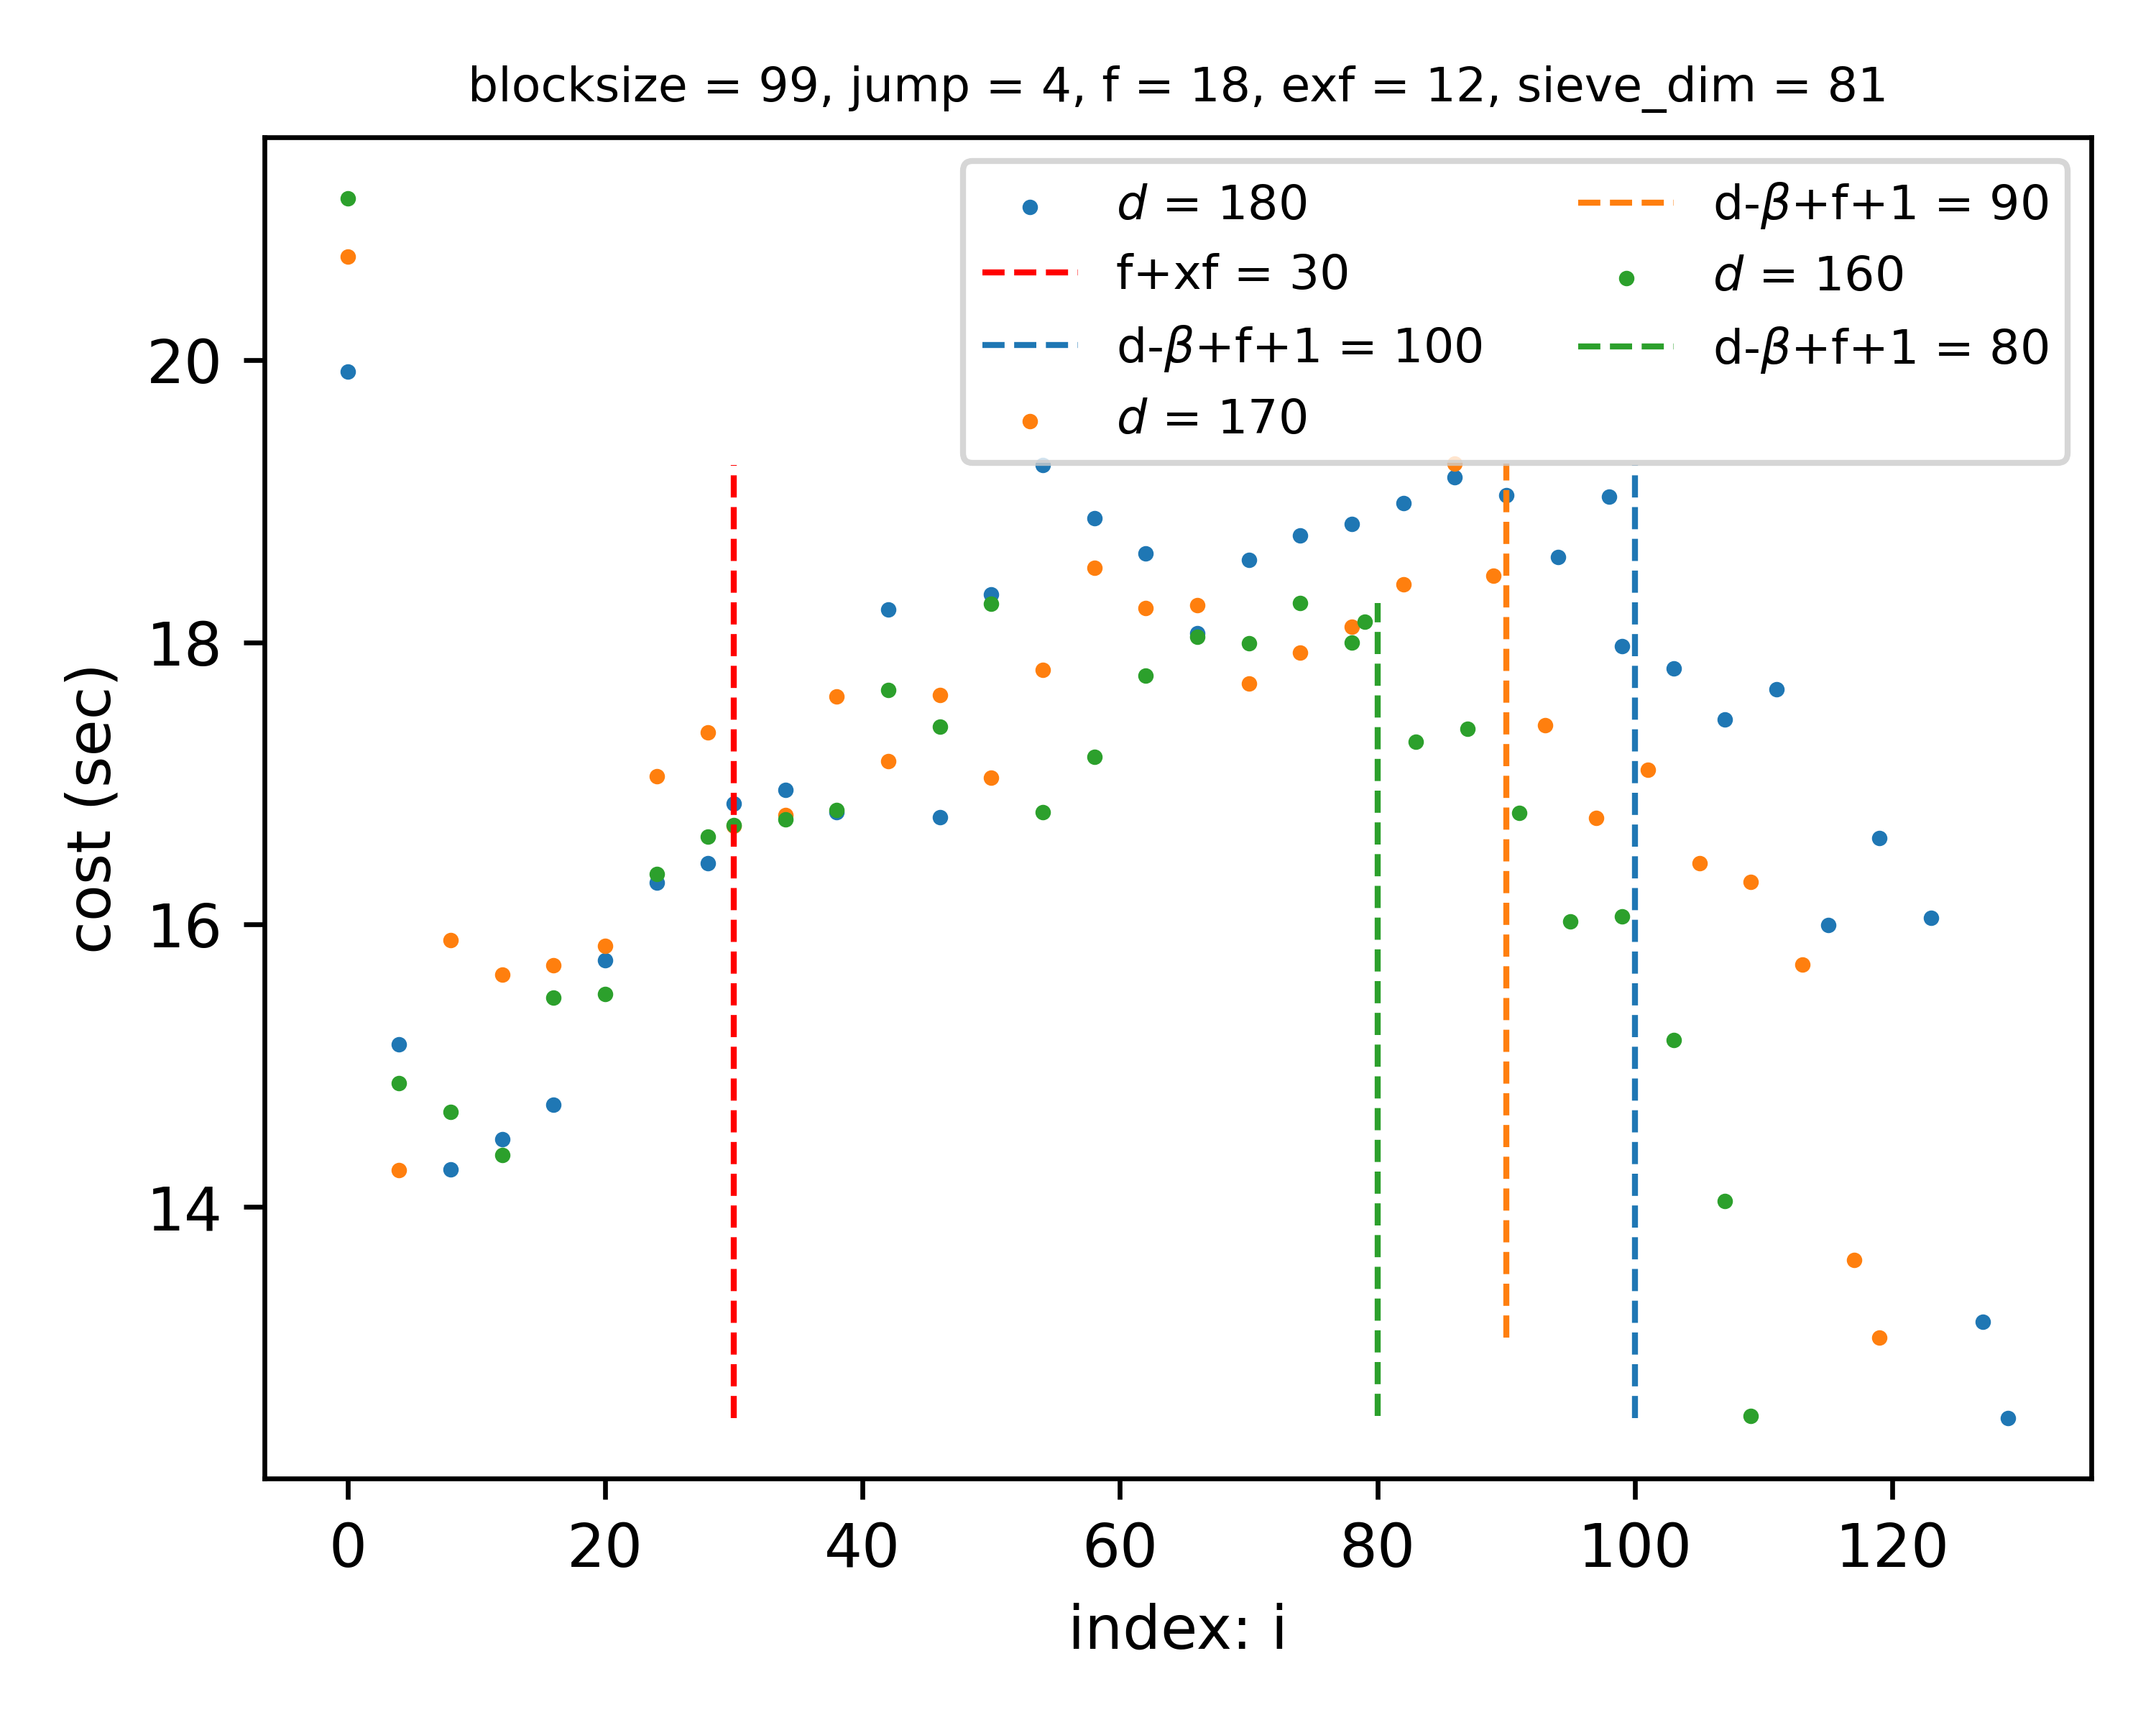 blocksize = 99, jump = 4, f = 18, exf = 12, sieve_dim = 81
d = 180
f+xf = 30
d-β+f+1 = 100
d = 170
d-β+f+1 = 90
d = 160
d-β+f+1 = 80
cost (sec)
20
18
16
14
0 20 40 60 80 100 120
index: i